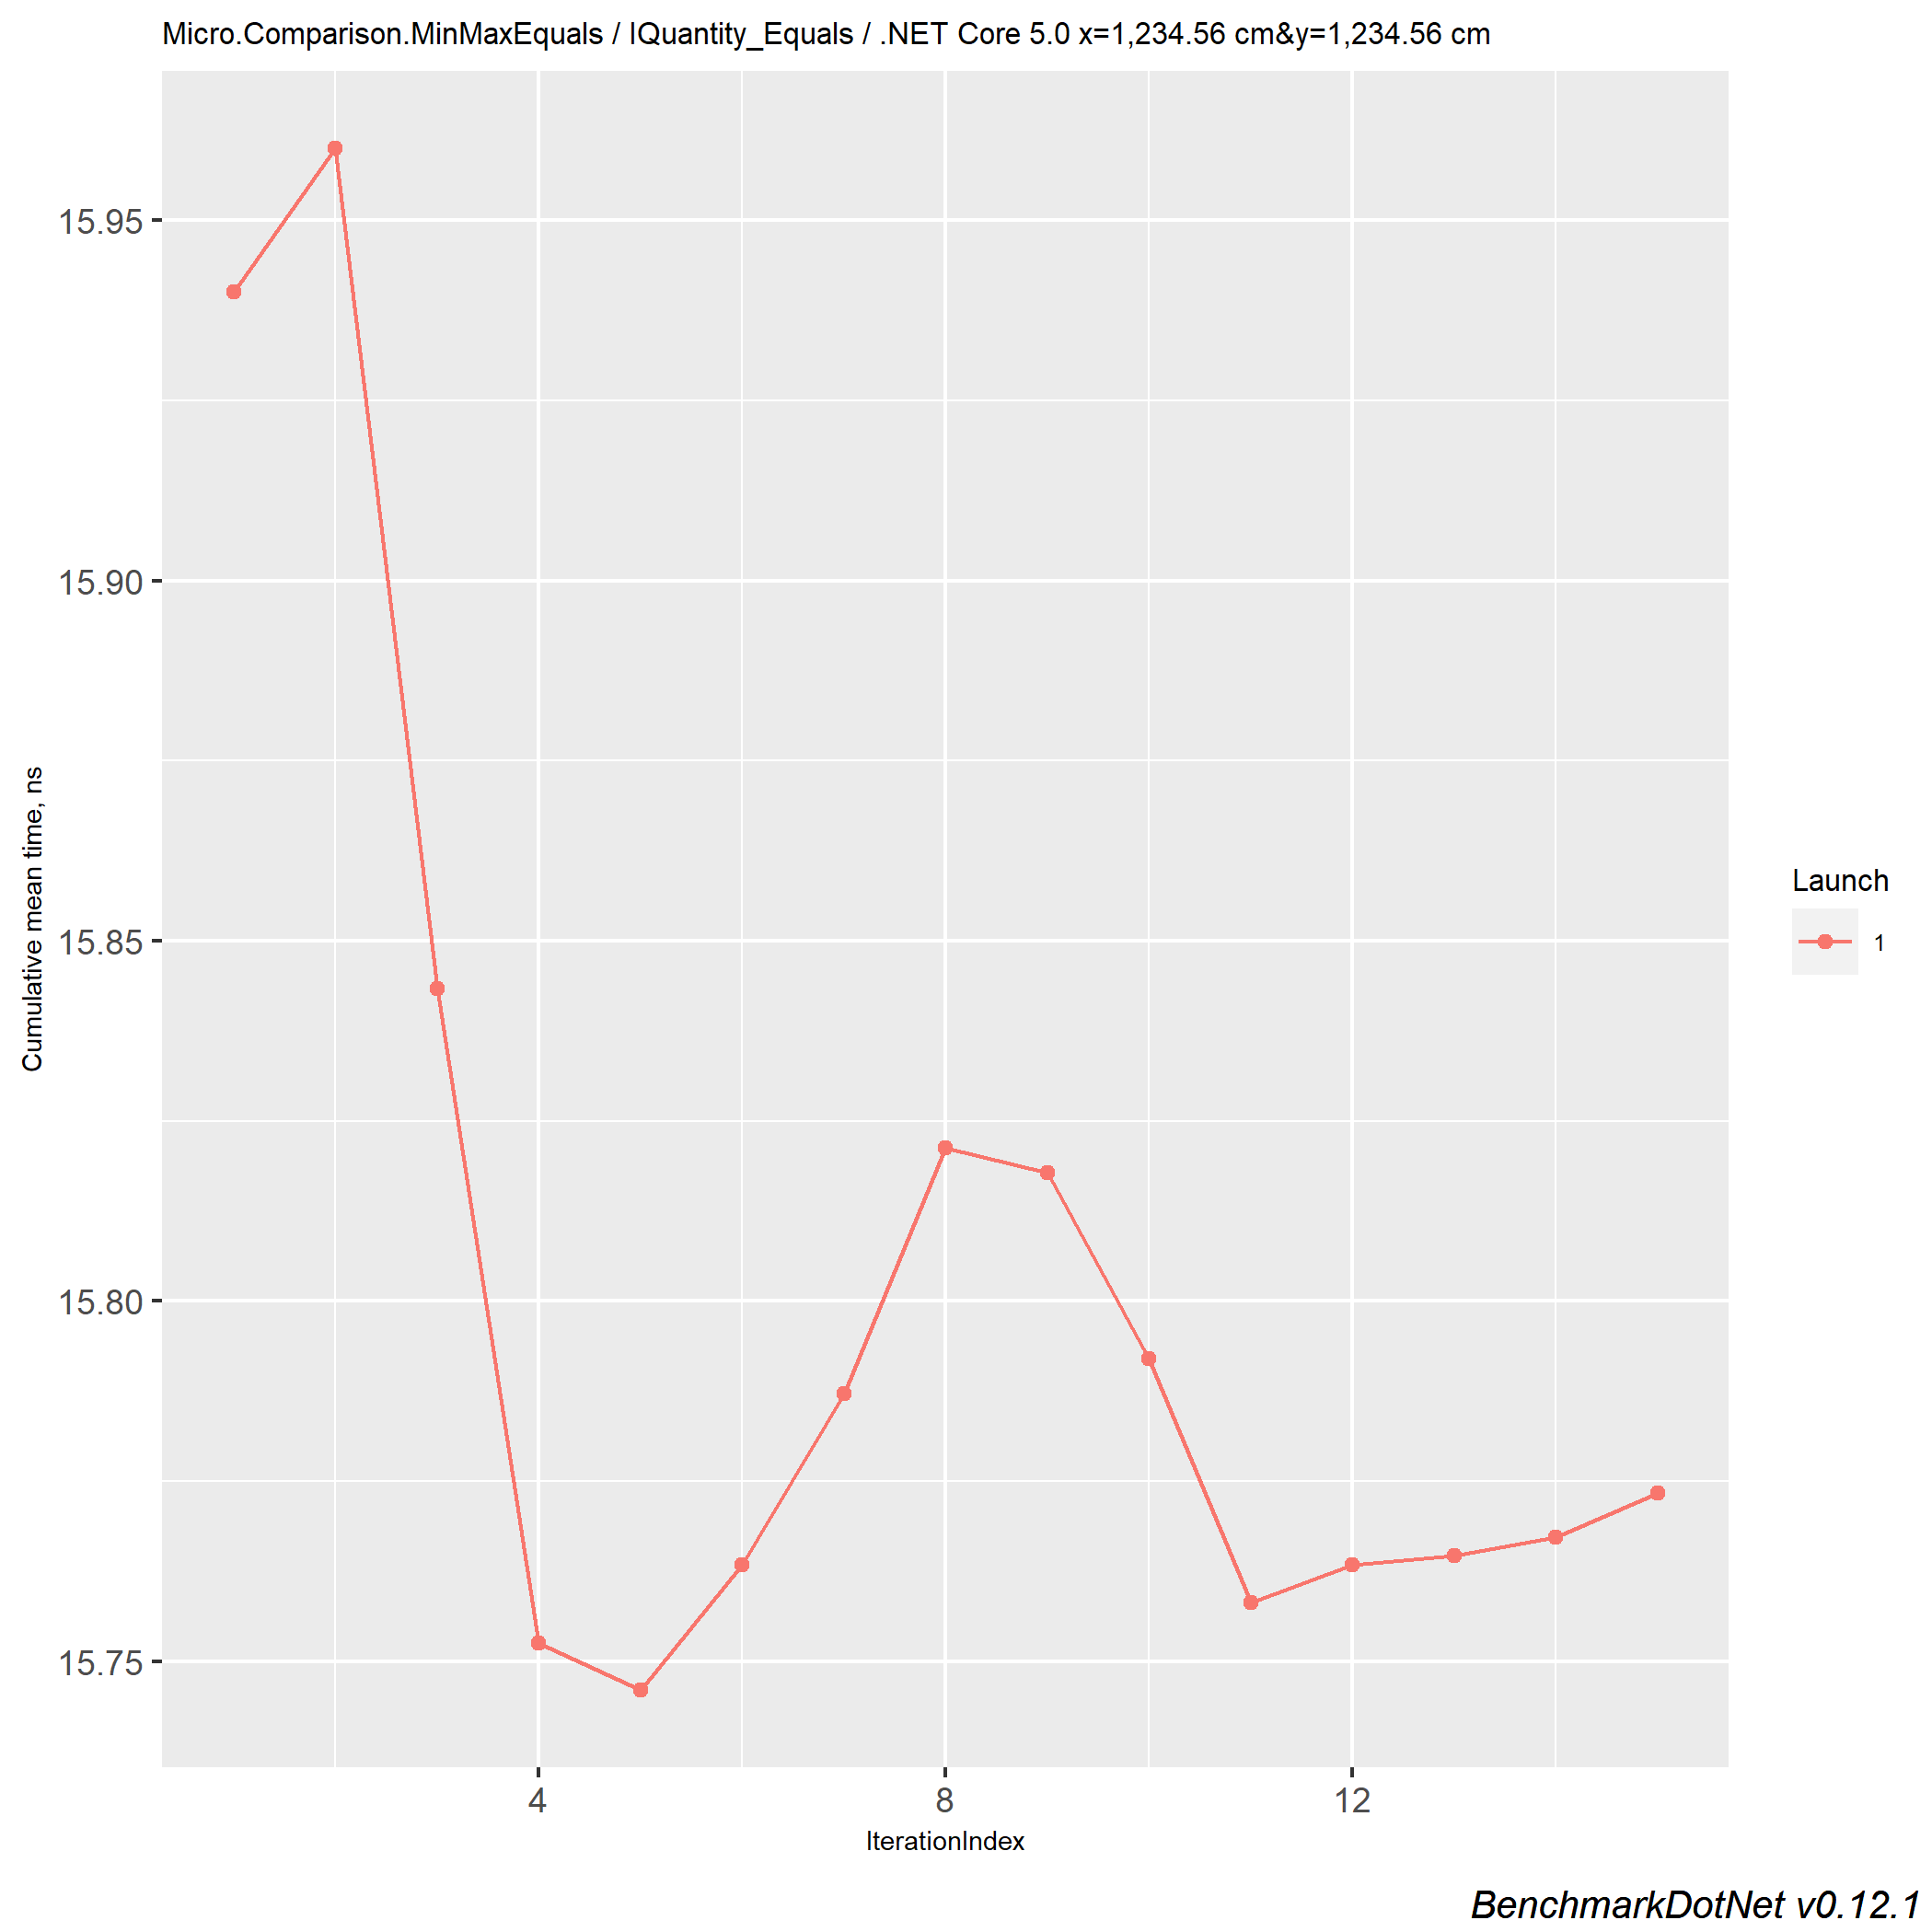 Micro.Comparison.MinMaxEquals / IQuantity_Equals / .NET Core 5.0 x=1,234.56 cm&y=1,234.56 cm
15.95
15.90
15.85
15.80
15.75
Cumulative mean time, ns
4
8
12
IterationIndex
Launch
1
BenchmarkDotNet v0.12.1